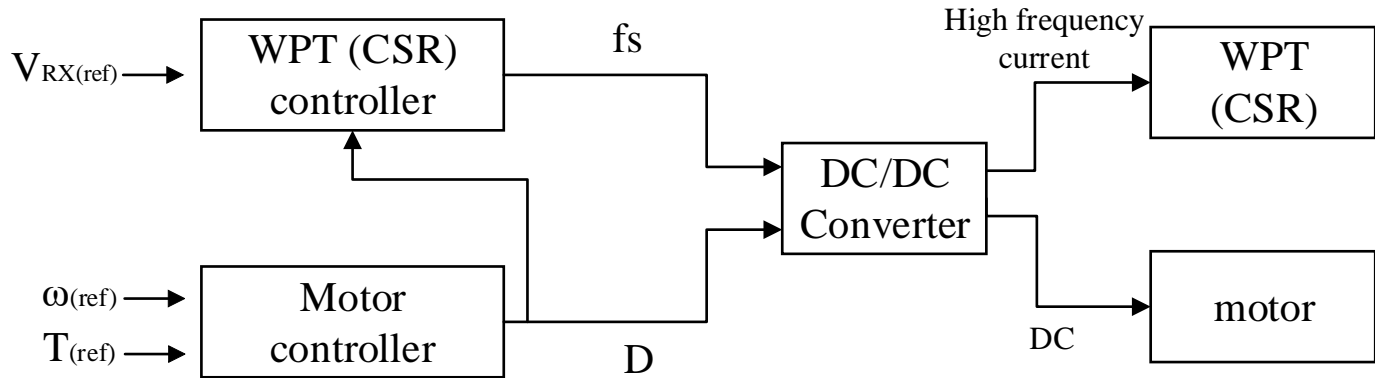 V RX(ref)
WPT (CSR)
controller
fs
High frequency
current
WPT
(CSR)
DC/DC
Converter
ω(ref)
T(ref)
Motor
controller
D
DC
motor